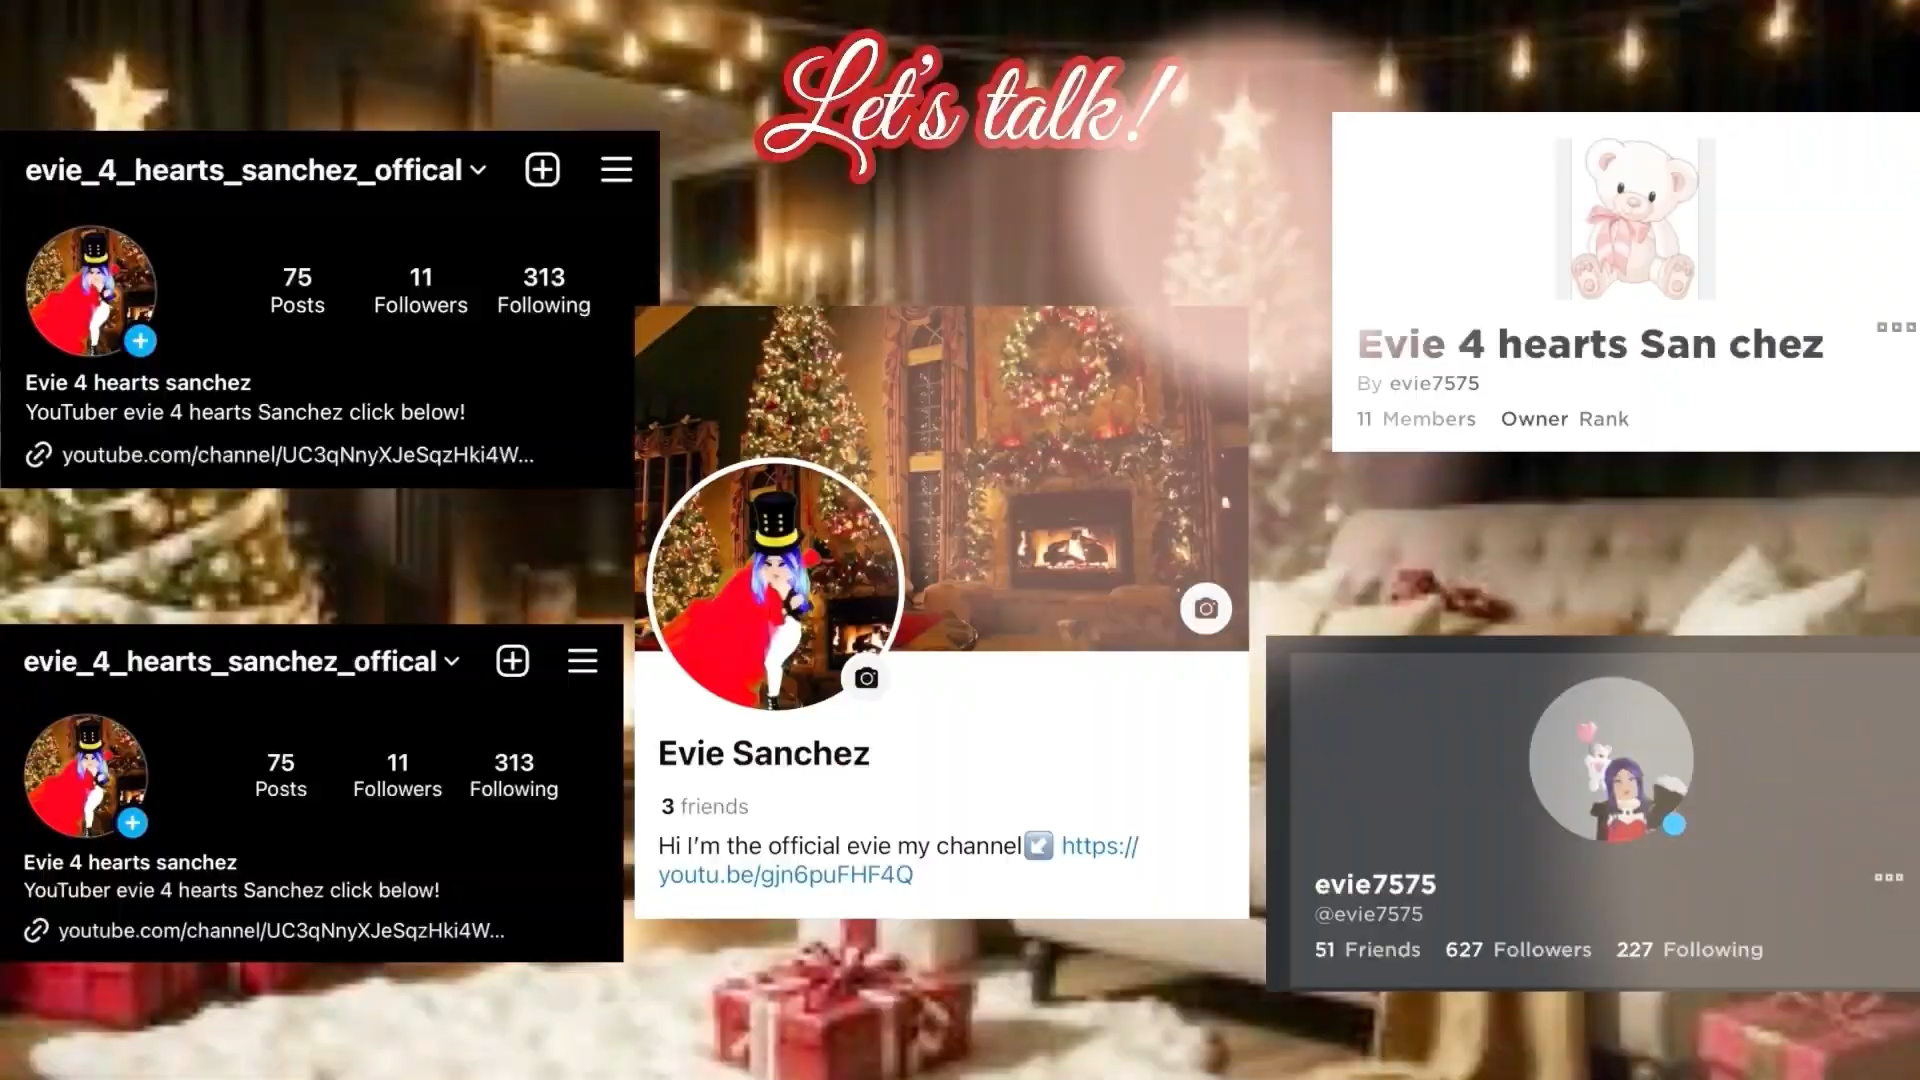 Let's talk!
evie_4_hearts_sanchez_offical
75 11 313
Posts Followers Following
Evie 4 hearts sanchez
YouTuber evie 4 hearts Sanchez click below!
youtube.com/channel/UC3qNnyXJeSqzHki4W...
evie_4_hearts_sanchez_offical
75 11 313
Posts Followers Following
Evie 4 hearts sanchez
YouTuber evie 4 hearts Sanchez click below!
youtube.com/channel/UC3qNnyXJeSqzHki4W...
Evie Sanchez
3 friends
Hi I'm the official evie my channel↙️ https://
youtu.be/gjn6puFHF4Q
Evie 4 hearts San chez
By evie7575
11 Members Owner Rank
evie7575
@evie7575
51 Friends 627 Followers 227 Following